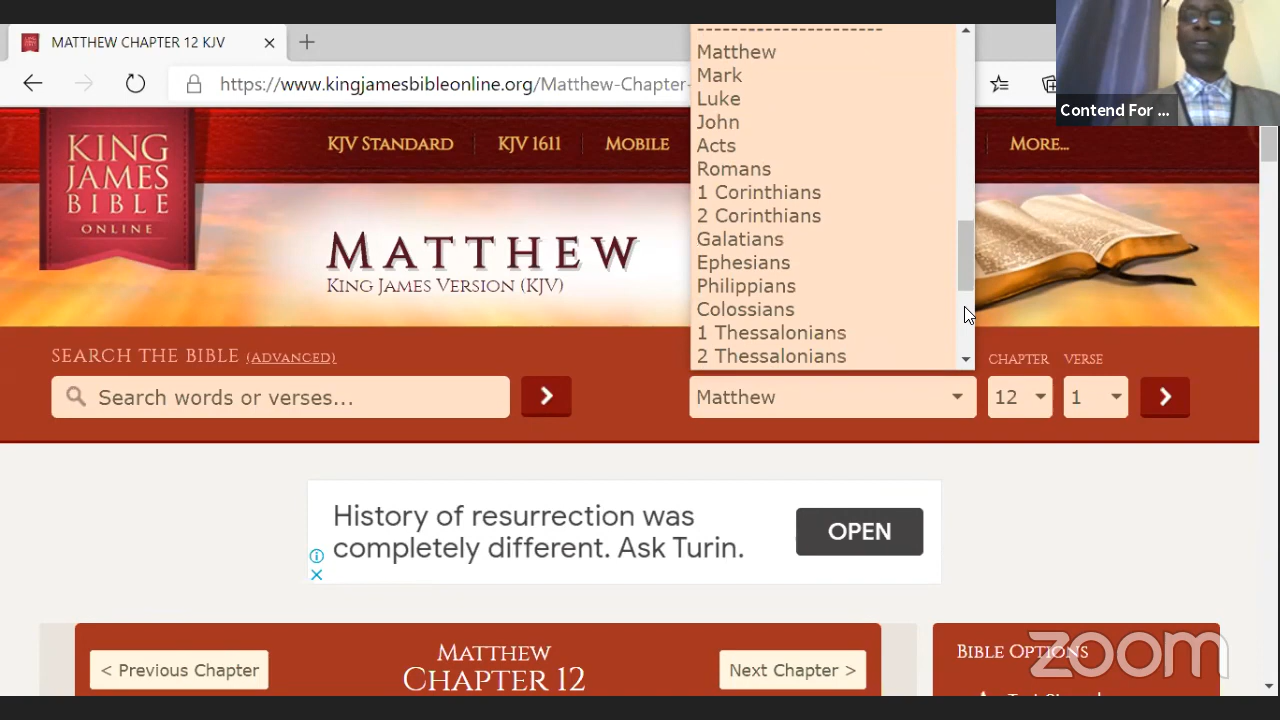 MATTHEW CHAPTER 12 KJV
https://www.kingjamesbibleonline.org/Matthew-Chapter-
Contend For ...
KING
JAMES
BIBLE
ONLINE
KJV STANDARD
KJV 1611
MOBILE
MORE...
MATTHEW
KING JAMES VERSION (KJV)
Matthew
Mark
Luke
John
Acts
Romans
1 Corinthians
2 Corinthians
Galatians
Ephesians
Philippians
Colossians
1 Thessalonians
2 Thessalonians
SEARCH THE BIBLE (ADVANCED)
CHAPTER
VERSE
Search words or verses...
Matthew
12
1
History of resurrection was
completely different. Ask Turin.
OPEN
< Previous Chapter
MATTHEW
CHAPTER 12
Next Chapter >
BIBLE OPTIONS
zoom